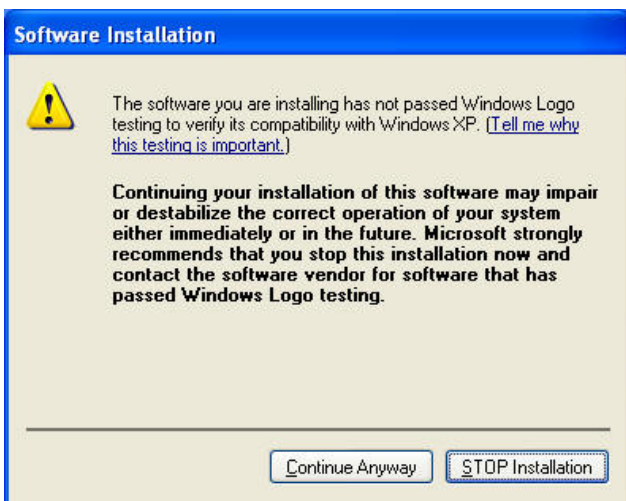 Software Installation
The software you are installing has not passed Windows Logo
testing to verify its compatibility with Windows XP. (Tell me why
this testing is important.)
Continuing your installation of this software may impair
or destabilize the correct operation of your system
either immediately or in the future. Microsoft strongly
recommends that you stop this installation now and
contact the software vendor for software that has
passed Windows Logo testing.
Continue Anyway
STOP Installation